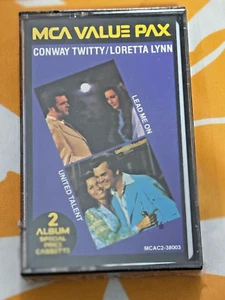 MCA VALUE PAX
CONWAY TWITTY/LORETTA LYNN
LEAD ME ON
UNITED TALENT
2
ALBUM
SPECIAL
PRICE
CASSETTE
MCAC2-38003